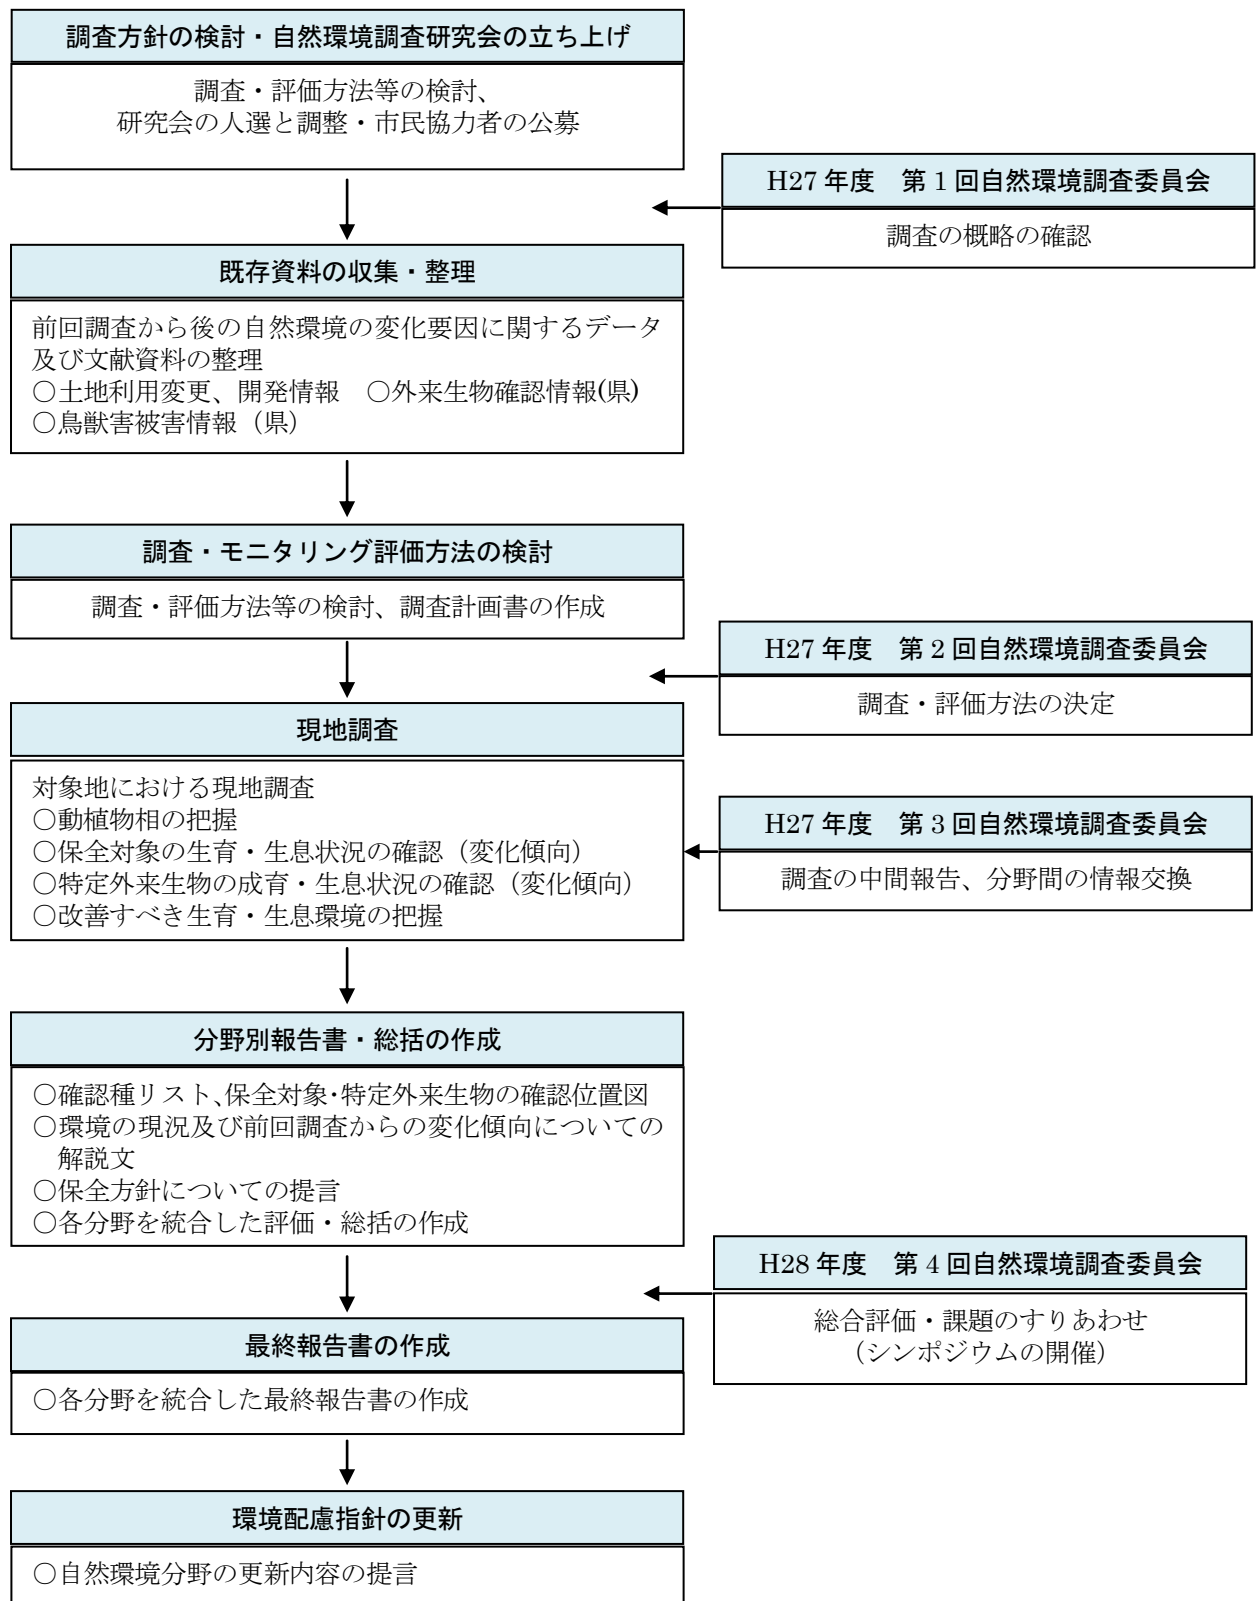 調査方針の検討・自然環境調査研究会の立ち上げ
調査・評価方法等の検討、
研究会の人選と調整・市民協力者の公募
H27 年度　第 1 回自然環境調査委員会
調査の概略の確認
既存資料の収集・整理
前回調査から後の自然環境の変化要因に関するデータ
及び文献資料の整理
○土地利用変更、開発情報　○外来生物確認情報(県)
○鳥獣害被害情報（県）
調査・モニタリング評価方法の検討
調査・評価方法等の検討、調査計画書の作成
H27 年度　第 2 回自然環境調査委員会
調査・評価方法の決定
現地調査
対象地における現地調査
○動植物相の把握
○保全対象の生育・生息状況の確認（変化傾向）
○特定外来生物の成育・生息状況の確認（変化傾向）
○改善すべき生育・生息環境の把握
H27 年度　第 3 回自然環境調査委員会
調査の中間報告、分野間の情報交換
分野別報告書・総括の作成
○確認種リスト、保全対象･特定外来生物の確認位置図
○環境の現況及び前回調査からの変化傾向についての
解説文
○保全方針についての提言
○各分野を統合した評価・総括の作成
H28 年度　第 4 回自然環境調査委員会
総合評価・課題のすりあわせ
（シンポジウムの開催）
最終報告書の作成
○各分野を統合した最終報告書の作成
環境配慮指針の更新
○自然環境分野の更新内容の提言